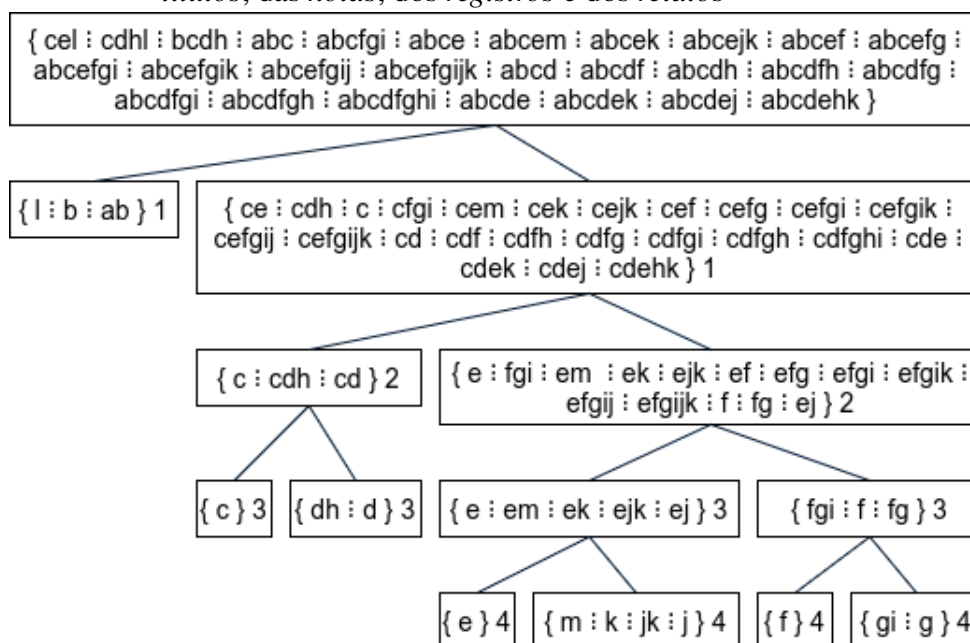 títulos, das notas, dos registros e dos relatos
{ cel ⁝ cdhl ⁝ bcdh ⁝ abc ⁝ abcfgi ⁝ abce ⁝ abcem ⁝ abcek ⁝ abcejk ⁝ abcef ⁝ abcefg ⁝
abcefgi ⁝ abcefgik ⁝ abcefgij ⁝ abcefgijk ⁝ abcd ⁝ abcdf ⁝ abcdh ⁝ abcdfh ⁝ abcdfg ⁝
abcdfgi ⁝ abcdfgh ⁝ abcdfghi ⁝ abcde ⁝ abcdek ⁝ abcdej ⁝ abcdehk }
{ l ⁝ b ⁝ ab } 1
{ ce ⁝ cdh ⁝ c ⁝ cfgi ⁝ cem ⁝ cek ⁝ cejk ⁝ cef ⁝ cefg ⁝ cefgi ⁝ cefgik ⁝
cefgij ⁝ cefgijk ⁝ cd ⁝ cdf ⁝ cdfh ⁝ cdfg ⁝ cdfgi ⁝ cdfgh ⁝ cdfghi ⁝ cde ⁝
cdek ⁝ cdej ⁝ cdehk } 1
{ c ⁝ cdh ⁝ cd } 2
{ e ⁝ fgi ⁝ em ⁝ ek ⁝ ejk ⁝ ef ⁝ efg ⁝ efgi ⁝ efgik ⁝
efgij ⁝ efgijk ⁝ f ⁝ fg ⁝ ej } 2
{ c } 3
{ dh ⁝ d } 3
{ e ⁝ em ⁝ ek ⁝ ejk ⁝ ej } 3
{ fgi ⁝ f ⁝ fg } 3
{ e } 4
{ m ⁝ k ⁝ jk ⁝ j } 4
{ f } 4
{ gi ⁝ g } 4